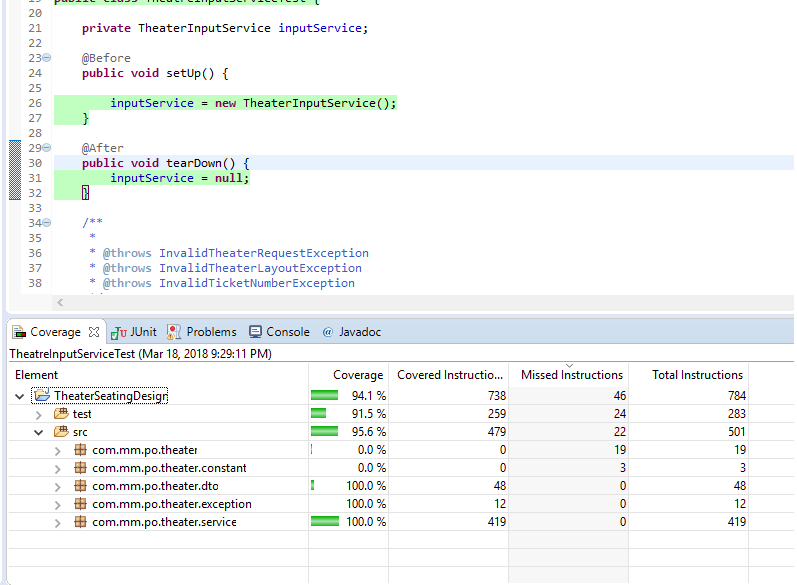 19 public class TheatreInputServiceTest {
20
21 private TheaterInputService inputService;
22
23 @Before
24 public void setUp() {
25
26 inputService = new TheaterInputService();
27 }
28
29 @After
30 public void tearDown() {
31 inputService = null;
32 }
33
34 /**
35 *
36 * @throws InvalidTheaterRequestException
37 * @throws InvalidTheaterLayoutException
38 * @throws InvalidTicketNumberException
Coverage JUnit Problems Console @ Javadoc
TheatreInputServiceTest (Mar 18, 2018 9:29:11 PM)
Element Coverage Covered Instructio... Missed Instructions Total Instructions
TheaterSeatingDesign 94.1 % 738 46 784
test 91.5 % 259 24 283
src 95.6 % 479 22 501
com.mm.po.theater 0.0 % 0 19 19
com.mm.po.theater.constant 0.0 % 0 3 3
com.mm.po.theater.dto 100.0 % 48 0 48
com.mm.po.theater.exception 100.0 % 12 0 12
com.mm.po.theater.service 100.0 % 419 0 419